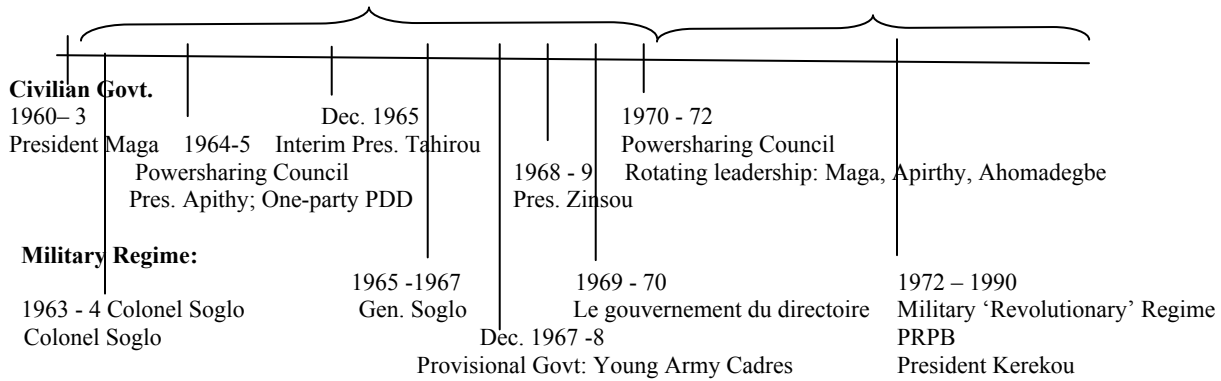 Civilian Govt.
1960– 3 Dec. 1965 1970 - 72
President Maga 1964-5 Interim Pres. Tahirou Powersharing Council
Powersharing Council 1968 - 9 Rotating leadership: Maga, Apirthy, Ahomadegbe
Pres. Apithy; One-party PDD Pres. Zinsou
Military Regime:
1965 -1967 1969 - 70 1972 – 1990
1963 - 4 Colonel Soglo Gen. Soglo Le gouvernement du directoire Military ‘Revolutionary’ Regime
Colonel Soglo Dec. 1967 -8 PRPB
Provisional Govt: Young Army Cadres President Kerekou